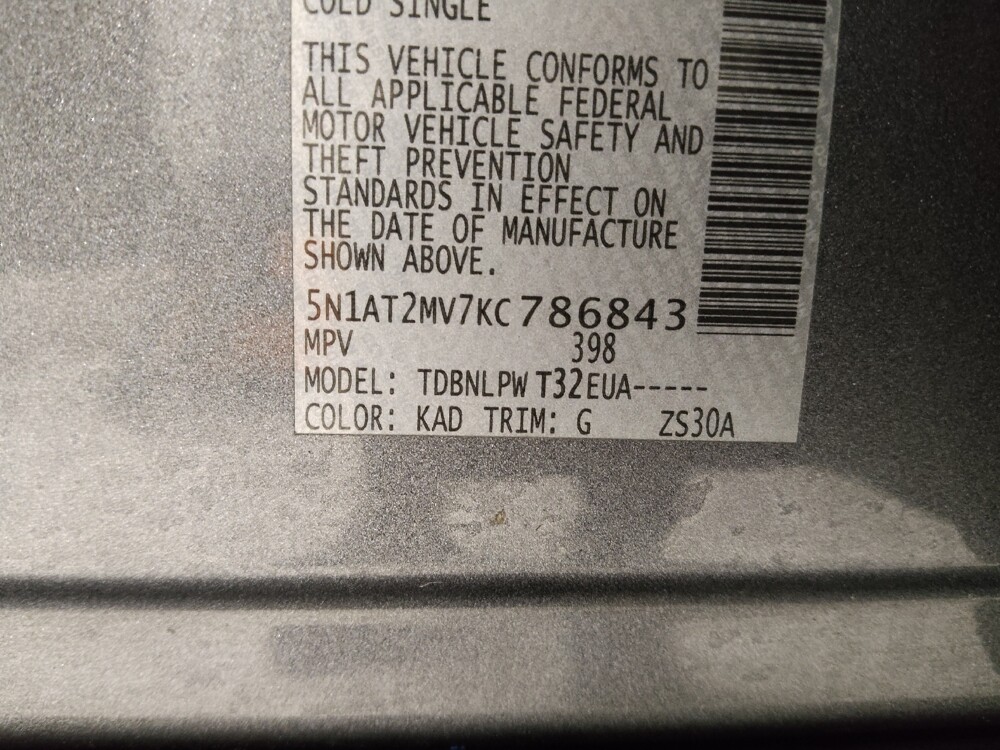 COLD SINGLE
THIS VEHICLE CONFORMS TO
ALL APPLICABLE FEDERAL
MOTOR VEHICLE SAFETY AND
THEFT PREVENTION
STANDARDS IN EFFECT ON
THE DATE OF MANUFACTURE
SHOWN ABOVE.
5N1AT2MV7KC786843
MPV 398
MODEL: TDBNLPW T32EUA-----
COLOR: KAD TRIM: G ZS30A